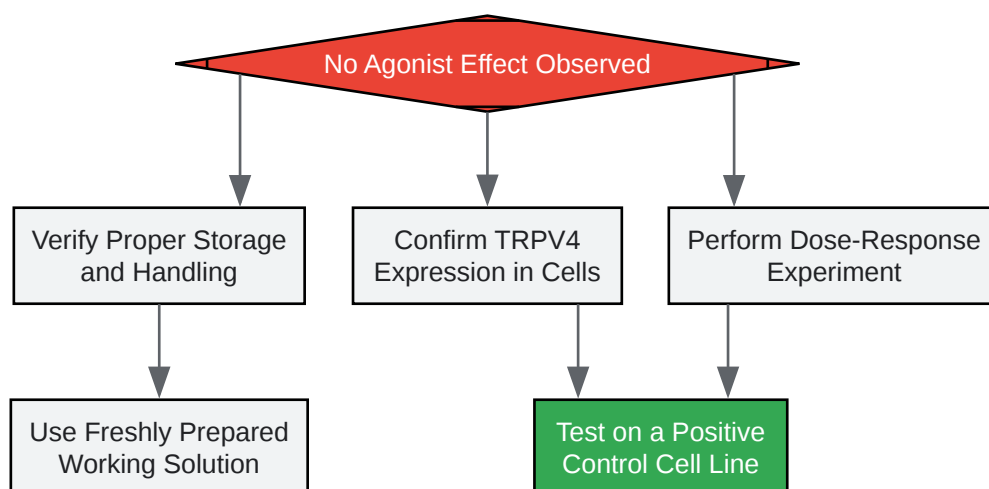 No Agonist Effect Observed
Verify Proper Storage
and Handling
Confirm TRPV4
Expression in Cells
Perform Dose-Response
Experiment
Use Freshly Prepared
Working Solution
Test on a Positive
Control Cell Line